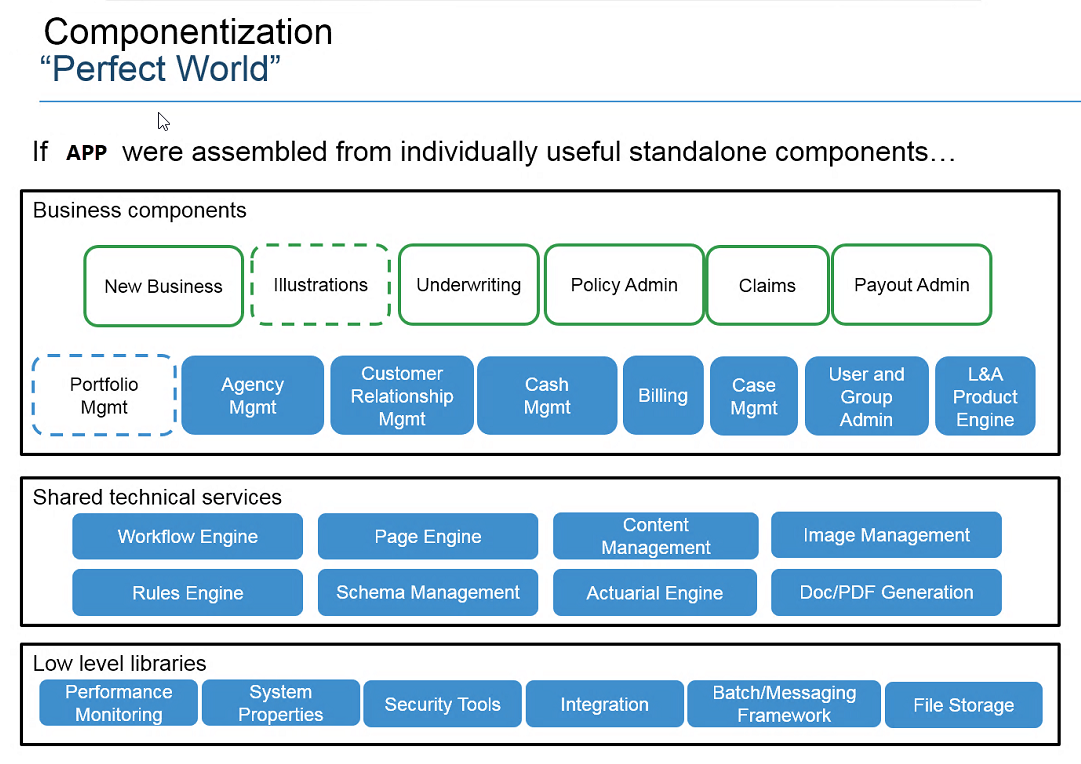 Componentization
“Perfect World”
If APP were assembled from individually useful standalone components…
Business components
New Business
Illustrations
Underwriting
Policy Admin
Claims
Payout Admin
Portfolio
Mgmt
Agency
Mgmt
Customer
Relationship
Mgmt
Cash
Mgmt
Billing
Case
Mgmt
User and
Group
Admin
L&A
Product
Engine
Shared technical services
Workflow Engine
Page Engine
Content
Management
Image Management
Rules Engine
Schema Management
Actuarial Engine
Doc/PDF Generation
Low level libraries
Performance
Monitoring
System
Properties
Security Tools
Integration
Batch/Messaging
Framework
File Storage